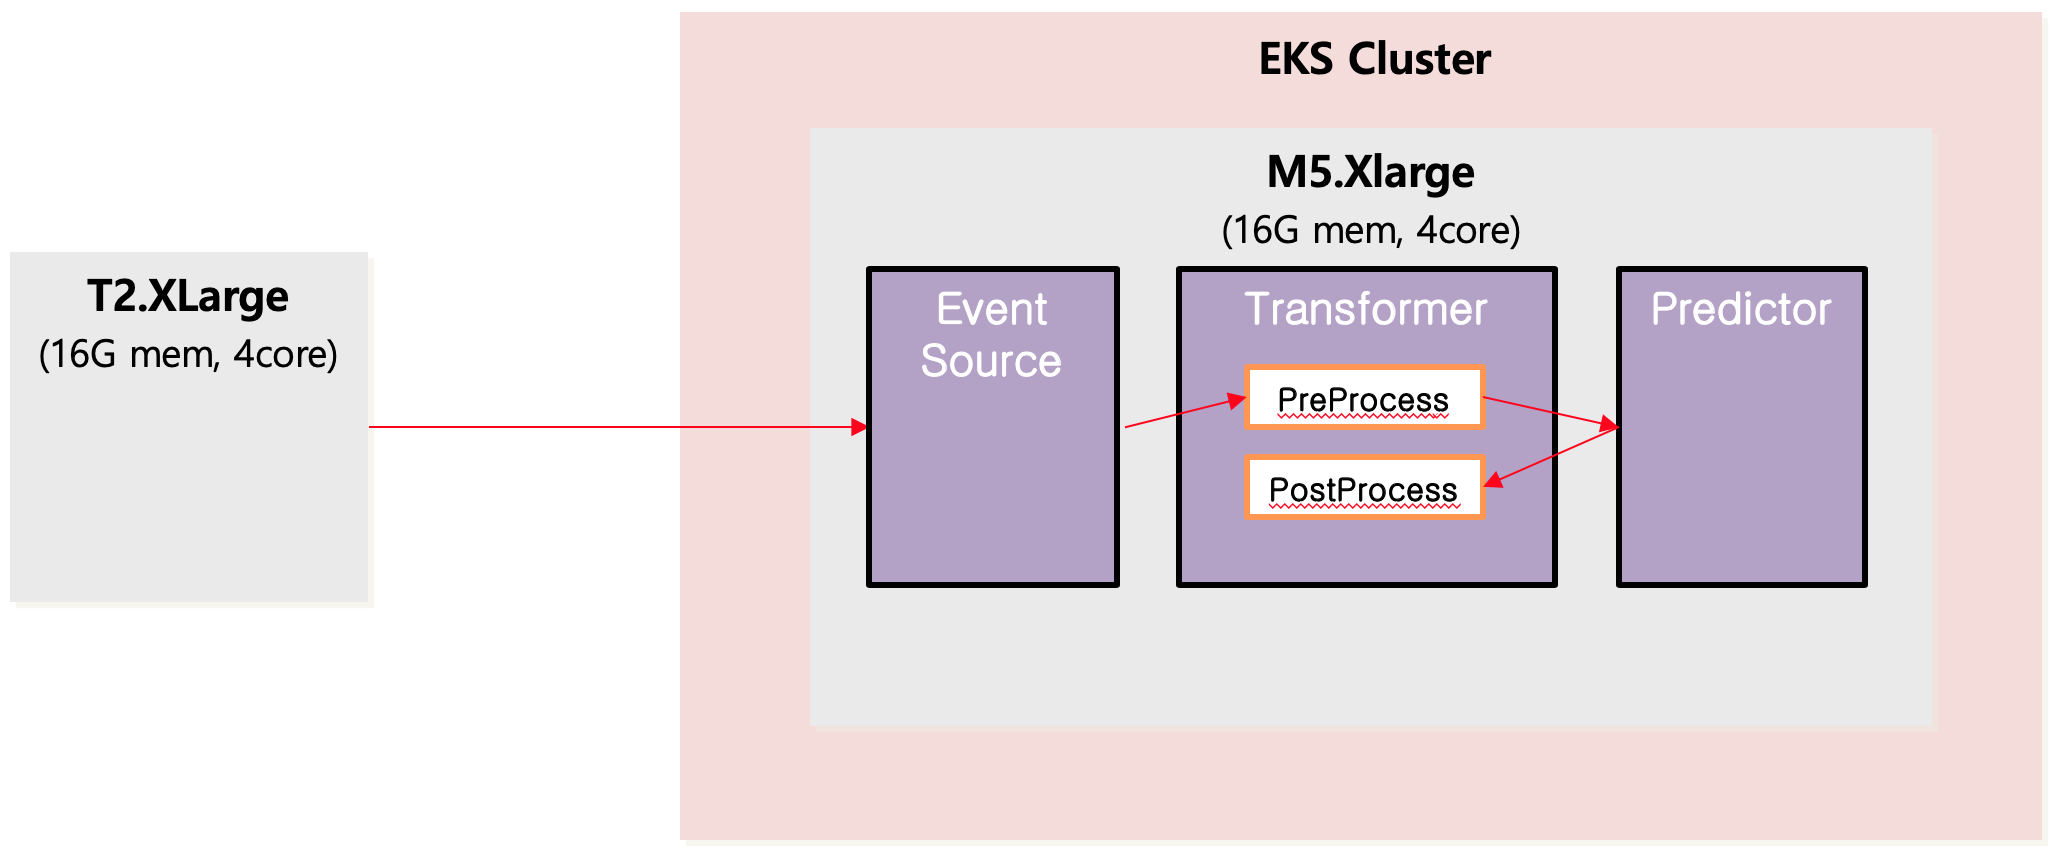 EKS Cluster
M5.Xlarge
(16G mem, 4core)
T2.XLarge
(16G mem, 4core)
Event
Source
Transformer
PreProcess
PostProcess
Predictor